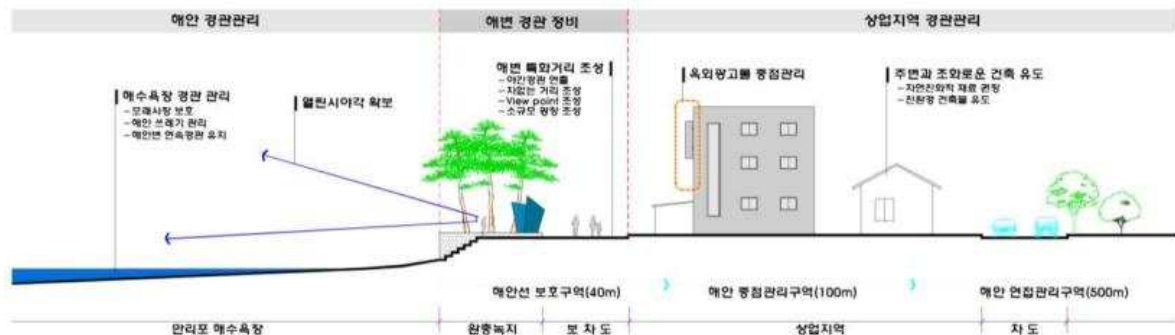 해안 경관관리
해변 경관 정비
상업지역 경관관리
해수욕장 경관 관리
-모래사장 보호
-해안 쓰레기 관리
-해안변 연속경관 유지
열린시야각 확보
해변 특화거리 조성
-야간경관 연출
-차없는 거리 조성
-View point 조성
-소규모 광장 조성
옥외광고물 중점관리
주변과 조화로운 건축 유도
-자연친화적 재료 권장
-친환경 건축물 유도
해안선 보호구역(40m)
해안 중점관리구역(100m)
해안 연접관리구역(500m)
만리포 해수욕장
완충녹지
보 차 도
상업지역
차 도